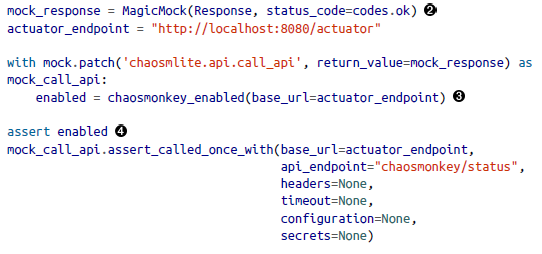 mock_response = MagicMock(Response, status_code=codes.ok) ❷
actuator_endpoint = "http://localhost:8080/actuator"
with mock.patch('chaosmlite.api.call_api', return_value=mock_response) as
mock_call_api:
    enabled = chaosmonkey_enabled(base_url=actuator_endpoint) ❸
assert enabled ❹
mock_call_api.assert_called_once_with(base_url=actuator_endpoint,
                                      api_endpoint="chaosmonkey/status",
                                      headers=None,
                                      timeout=None,
                                      configuration=None,
                                      secrets=None)